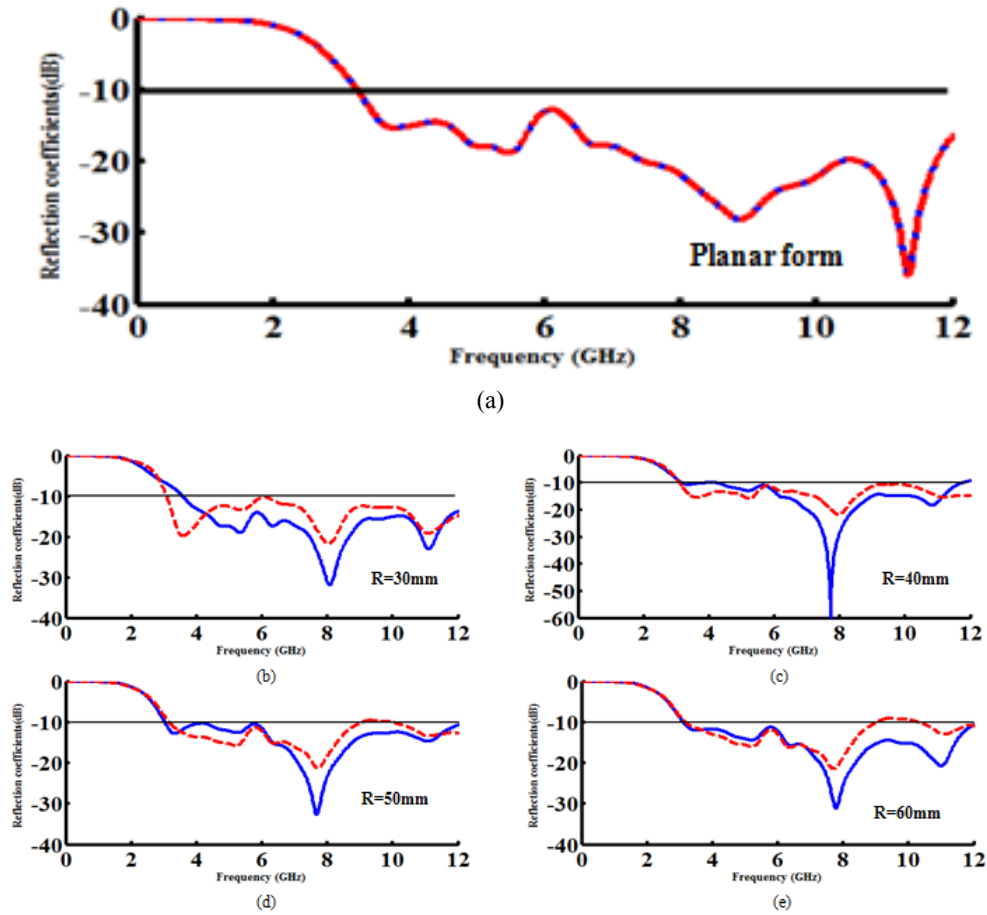 Reflection coefficients(dB)
0
-10
-20
-30
-40
Planar form
0 2 4 6 8 10 12
Frequency (GHz)
(a)
Reflection coefficients(dB)
0
-10
-20
-30
-40
R=30mm
0 2 4 6 8 10 12
Frequency (GHz)
(b)
Reflection coefficients(dB)
0
-10
-20
-30
-40
-50
-60
R=40mm
0 2 4 6 8 10 12
Frequency (GHz)
(c)
Reflection coefficients(dB)
0
-10
-20
-30
-40
R=50mm
0 2 4 6 8 10 12
Frequency (GHz)
(d)
Reflection coefficients(dB)
0
-10
-20
-30
-40
R=60mm
0 2 4 6 8 10 12
Frequency (GHz)
(e)